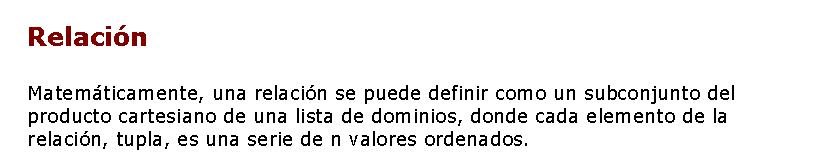 Relación
Matemáticamente, una relación se puede definir como un subconjunto del
producto cartesiano de una lista de dominios, donde cada elemento de la
relación, tupla, es una serie de n valores ordenados.